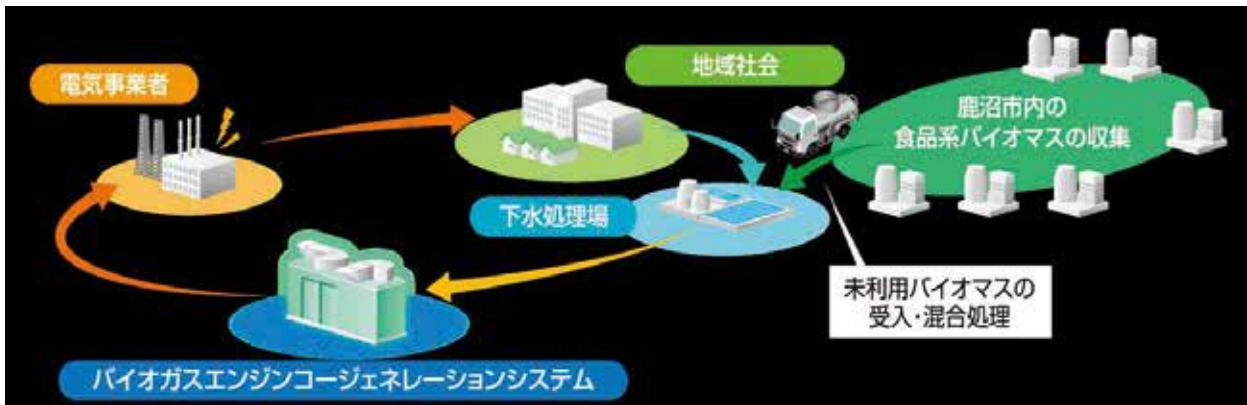 電気事業者
地域社会
鹿沼市内の
食品系バイオマスの収集
下水処理場
未利用バイオマスの
受入・混合処理
バイオガスエンジンコージェネレーションシステム